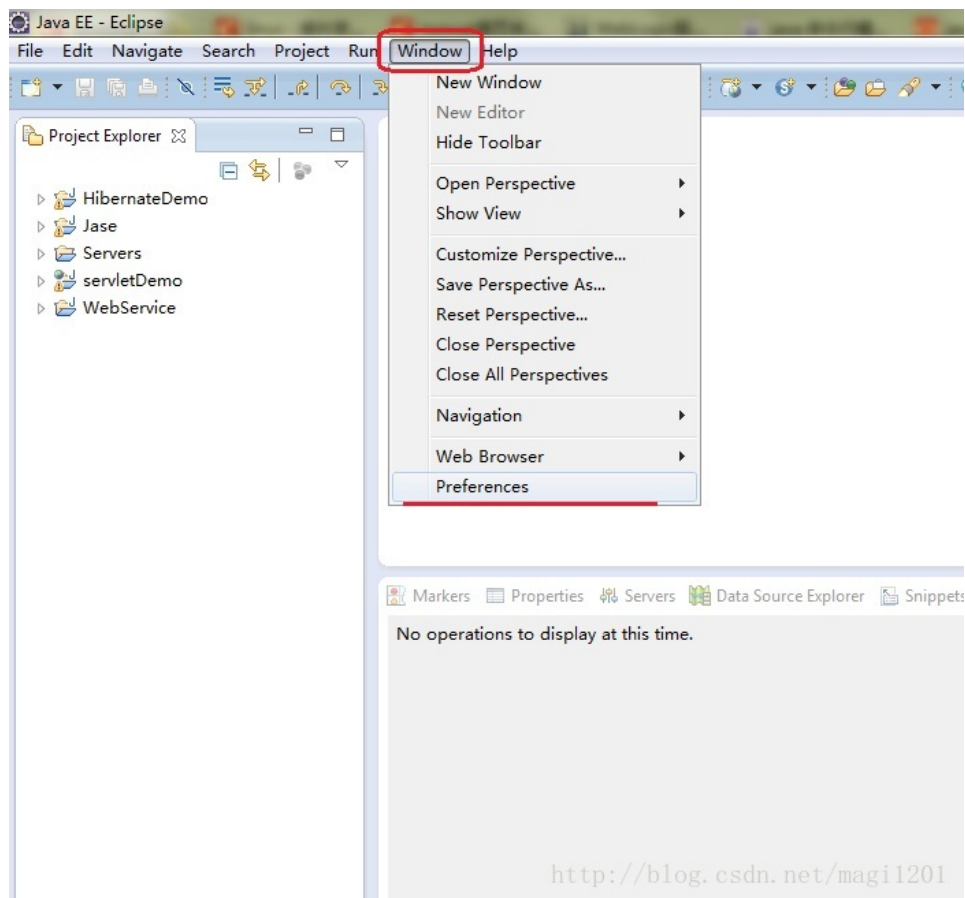 Java EE - Eclipse
File Edit Navigate Search Project Run Window Help
Project Explorer
HibernateDemo
Jase
Servers
servletDemo
WebService
New Window
New Editor
Hide Toolbar
Open Perspective
Show View
Customize Perspective...
Save Perspective As...
Reset Perspective...
Close Perspective
Close All Perspectives
Navigation
Web Browser
Preferences
Markers Properties Servers Data Source Explorer Snippets
No operations to display at this time.
http://blog.csdn.net/magi1201